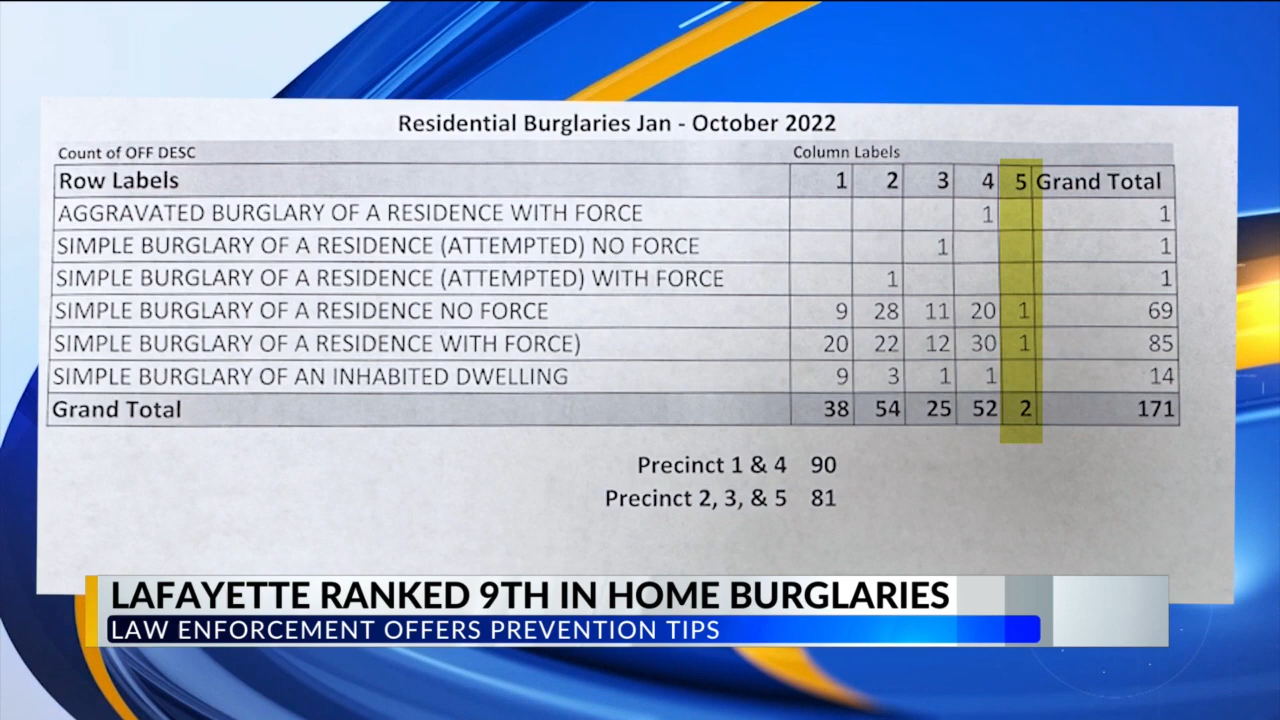 Residential Burglaries Jan - October 2022
Count of OFF DESC Column Labels
Row Labels 1 2 3 4 5 Grand Total
AGGRAVATED BURGLARY OF A RESIDENCE WITH FORCE 1 1
SIMPLE BURGLARY OF A RESIDENCE (ATTEMPTED) NO FORCE 1 1
SIMPLE BURGLARY OF A RESIDENCE (ATTEMPTED) WITH FORCE 1 1
SIMPLE BURGLARY OF A RESIDENCE NO FORCE 9 28 11 20 1 69
SIMPLE BURGLARY OF A RESIDENCE WITH FORCE) 20 22 12 30 1 85
SIMPLE BURGLARY OF AN INHABITED DWELLING 9 3 1 1 14
Grand Total 38 54 25 52 2 171
Precinct 1 & 4 90
Precinct 2, 3, & 5 81
LAFAYETTE RANKED 9TH IN HOME BURGLARIES
LAW ENFORCEMENT OFFERS PREVENTION TIPS